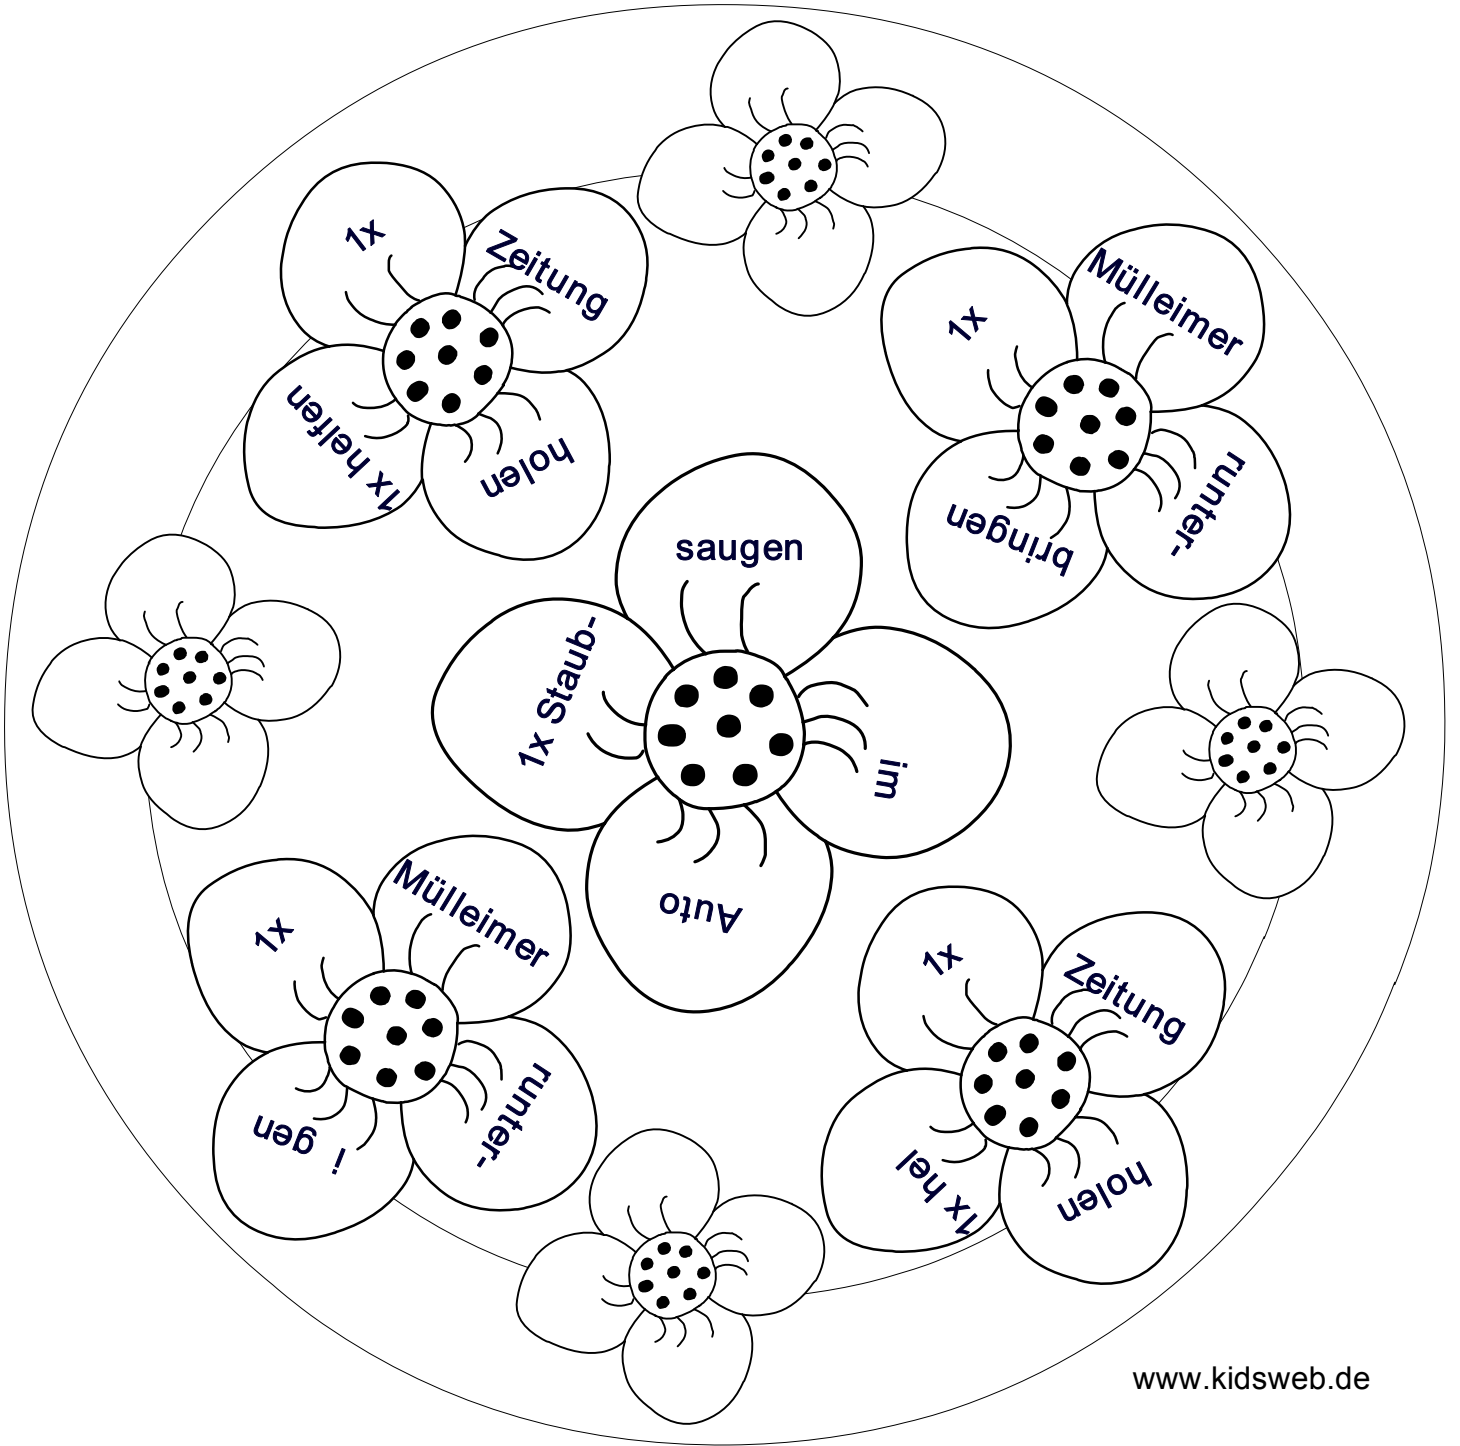 1x
Zeitung
holen
1x helfen
1x
Mülleimer
runter-
bringen
1x Staub-
saugen
im
Auto
1x
Mülleimer
runter-
i gen
1x
Zeitung
holen
1x hel
www.kidsweb.de